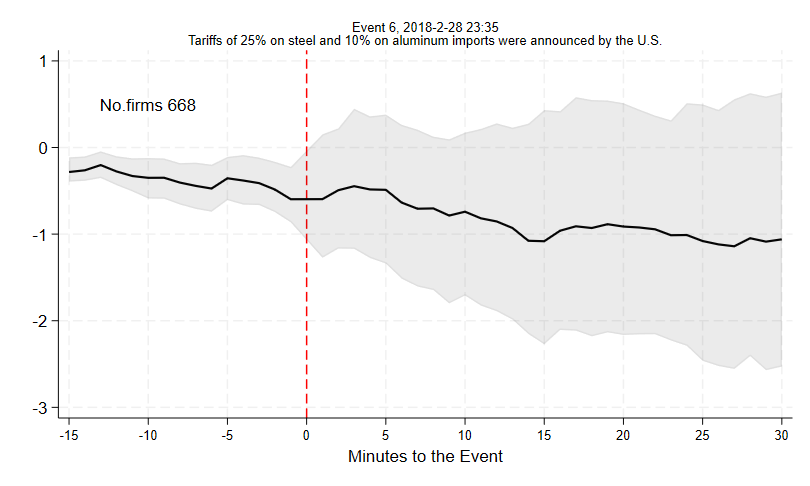 Event 6, 2018-2-28 23:35
Tariffs of 25% on steel and 10% on aluminum imports were announced by the U.S.
1
No.firms 668
0
-1
-2
-3
-15 -10 -5 0 5 10 15 20 25 30
Minutes to the Event